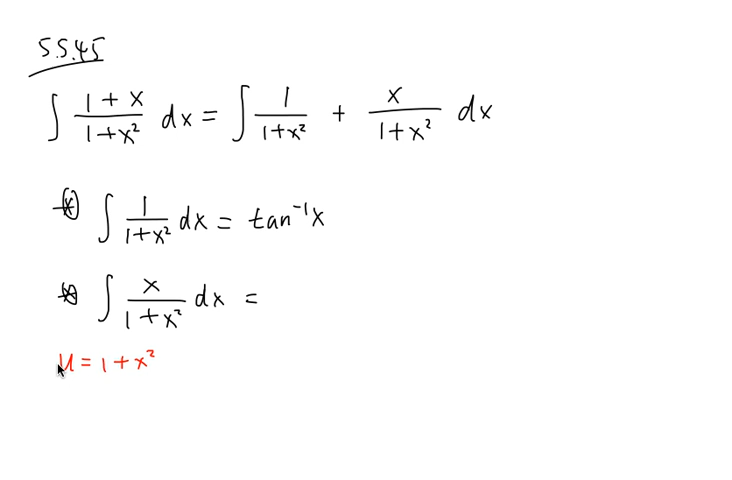 5.5.45
∫ (1+x)/(1+x²) dx = ∫ 1/(1+x²) + x/(1+x²) dx
∫ 1/(1+x²) dx = tan⁻¹x
∫ x/(1+x²) dx =
u = 1+x²